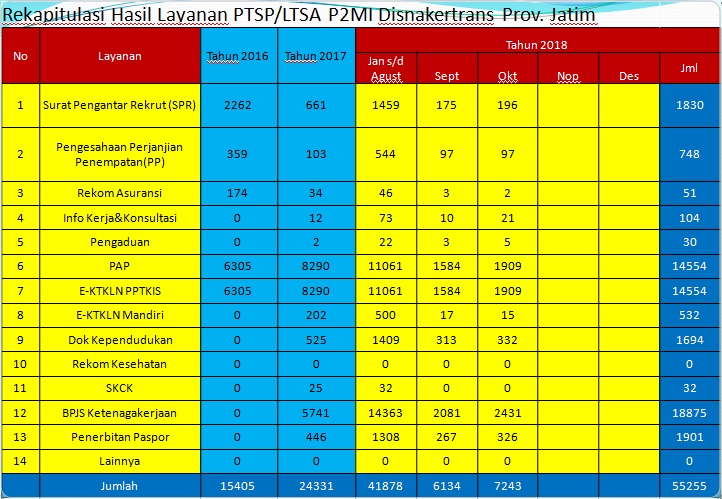 Rekapitulasi Hasil Layanan PTSP/LTSA P2MI Disnakertrans Prov. Jatim
No Layanan Tahun 2016 Tahun 2017 Tahun 2018
Jan s/d Agust Sept Okt Nop Des Jml
1 Surat Pengantar Rekrut (SPR) 2262 661 1459 175 196 1830
2 Pengesahaan Perjanjian Penempatan(PP) 359 103 544 97 97 748
3 Rekom Asuransi 174 34 46 3 2 51
4 Info Kerja&Konsultasi 0 12 73 10 21 104
5 Pengaduan 0 2 22 3 5 30
6 PAP 6305 8290 11061 1584 1909 14554
7 E-KTKLN PPTKIS 6305 8290 11061 1584 1909 14554
8 E-KTKLN Mandiri 0 202 500 17 15 532
9 Dok Kependudukan 0 525 1409 313 332 1694
10 Rekom Kesehatan 0 0 0 0 0 0
11 SKCK 0 25 32 0 0 32
12 BPJS Ketenagakerjaan 0 5741 14363 2081 2431 18875
13 Penerbitan Paspor 0 446 1308 267 326 1901
14 Lainnya 0 0 0 0 0 0
Jumlah 15405 24331 41878 6134 7243 55255